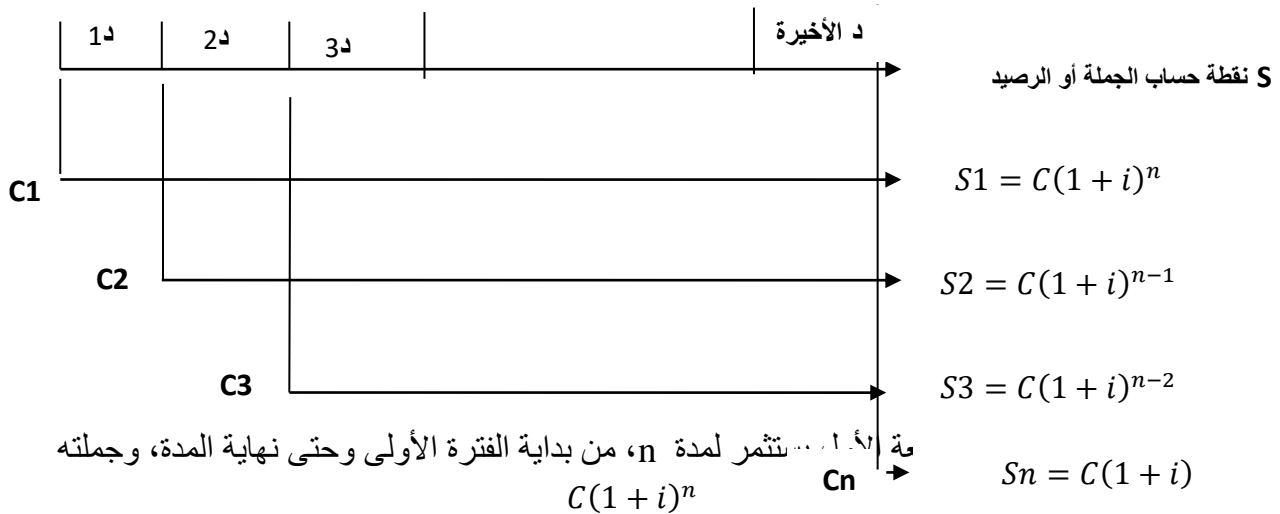 د1 د2 د3 د الأخيرة
S نقطة حساب الجملة أو الرصيد
C1 S1 = C(1 + i)^n
C2 S2 = C(1 + i)^{n−1}
C3 S3 = C(1 + i)^{n−2}
لمدة n، من بداية الفترة الأولى وحتى نهاية المدة، وجملته
Cn Sn = C(1 + i)
C(1 + i)^n